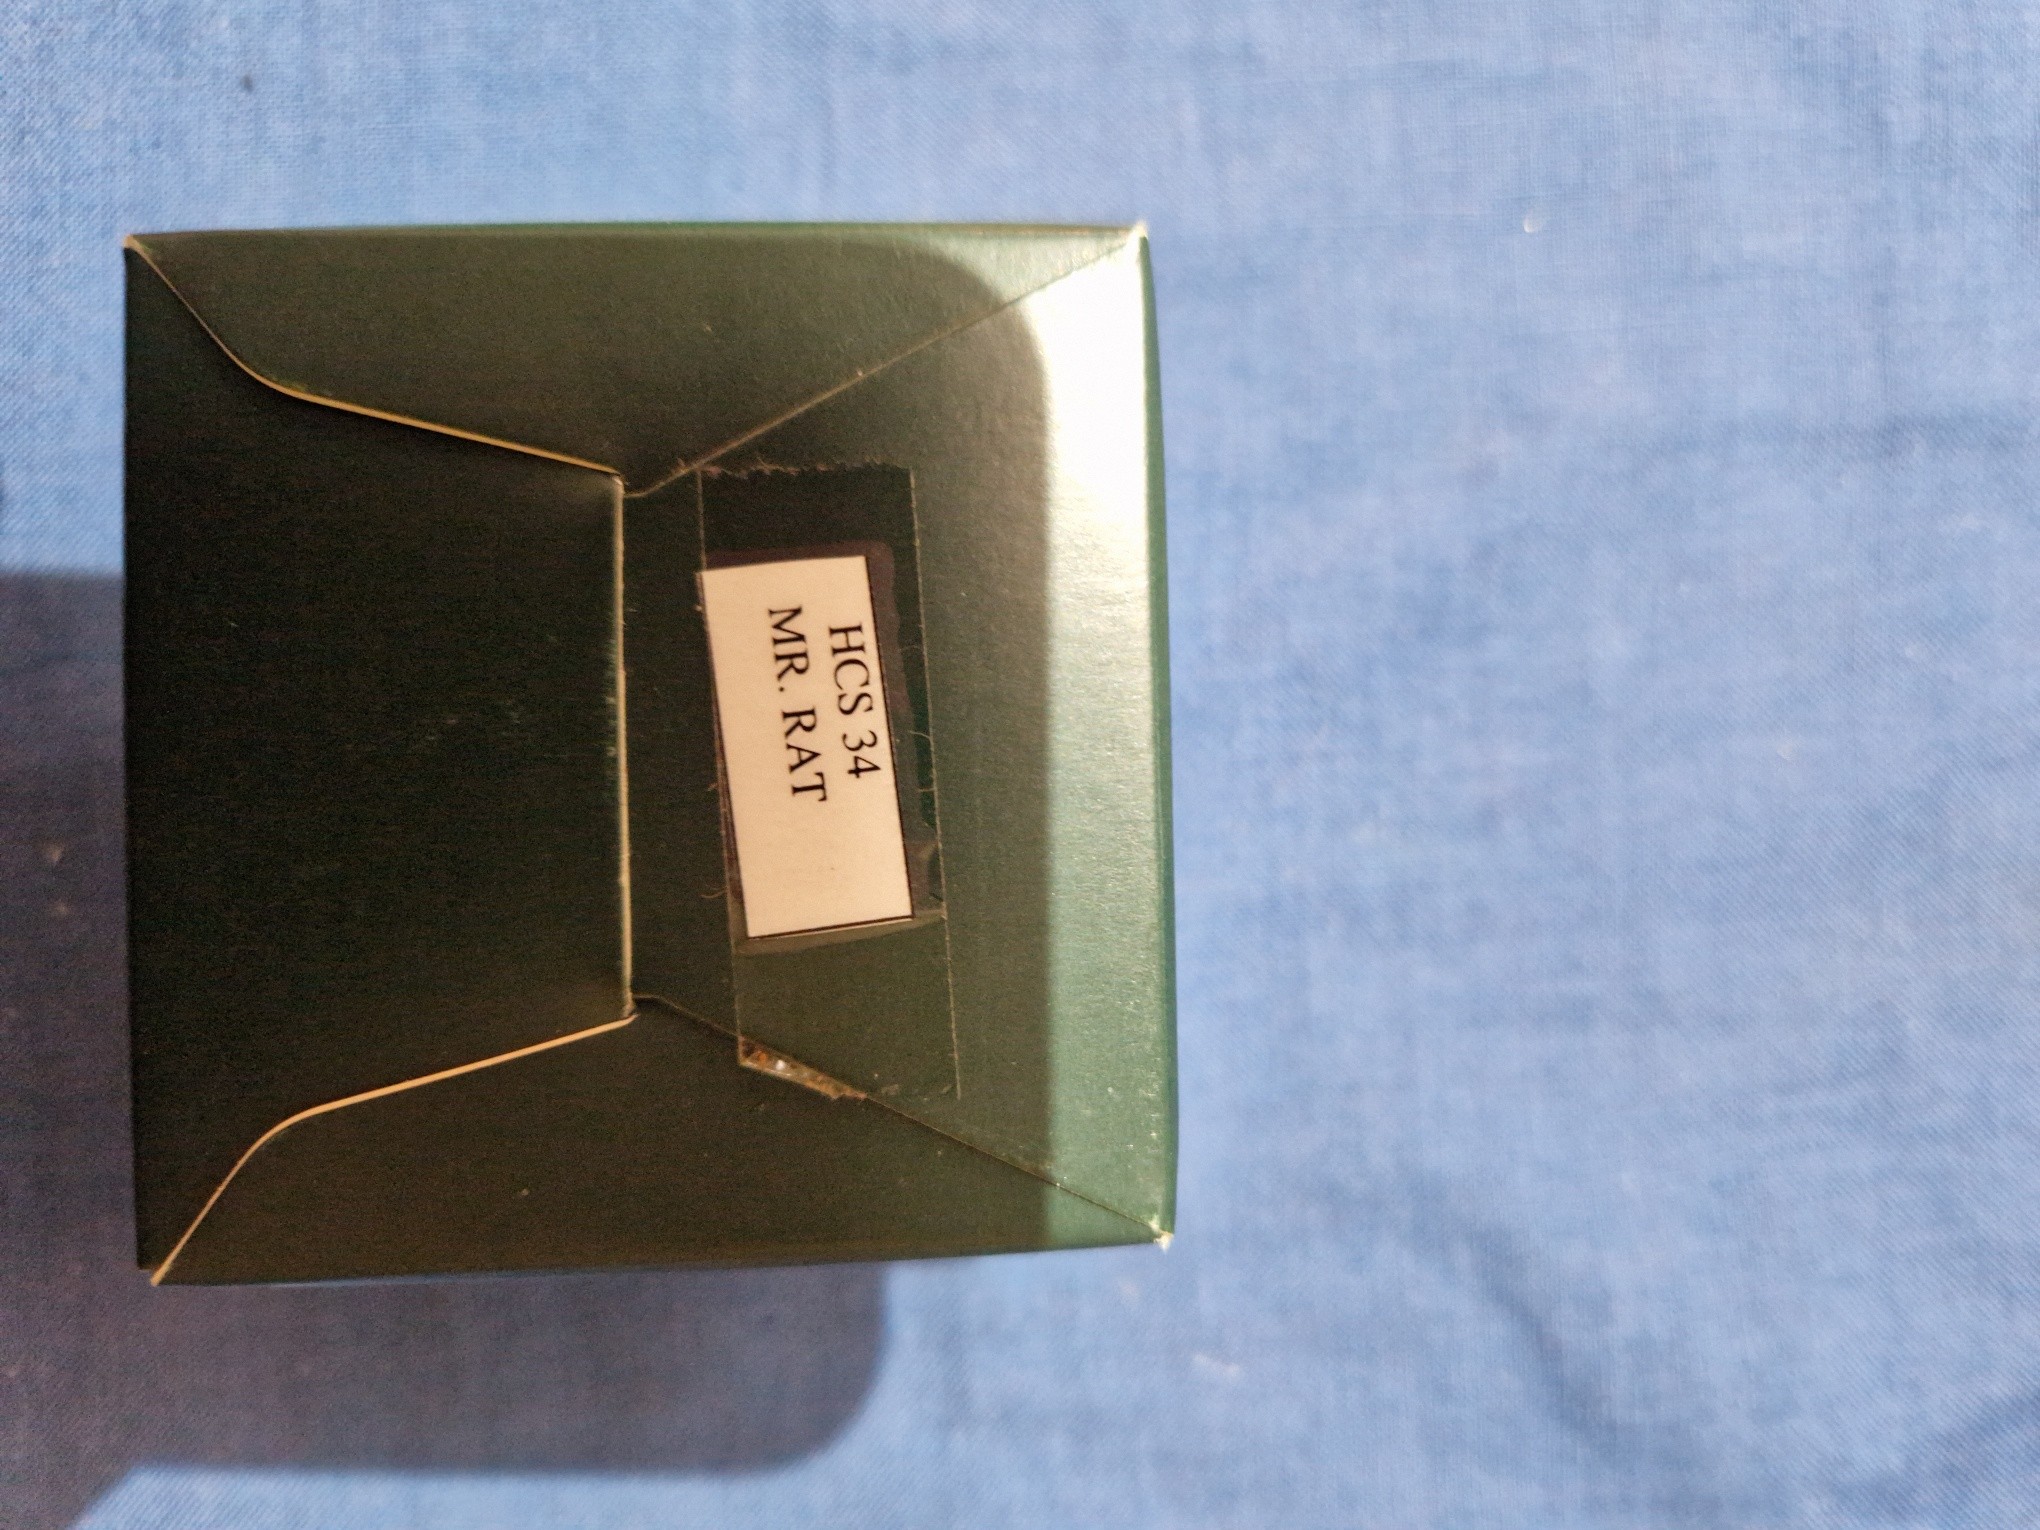 HCS 34
MR. RAT